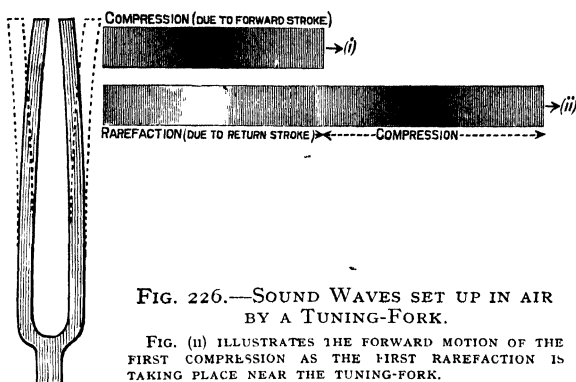 COMPRESSION (DUE TO FORWARD STROKE)
(i)
(ii)
RAREFACTION (DUE TO RETURN STROKE) COMPRESSION
FIG. 226.—SOUND WAVES SET UP IN AIR
BY A TUNING-FORK.
FIG. (11) ILLUSTRATES THE FORWARD MOTION OF THE
FIRST COMPRESSION AS THE FIRST RAREFACTION IS
TAKING PLACE NEAR THE TUNING-FORK.